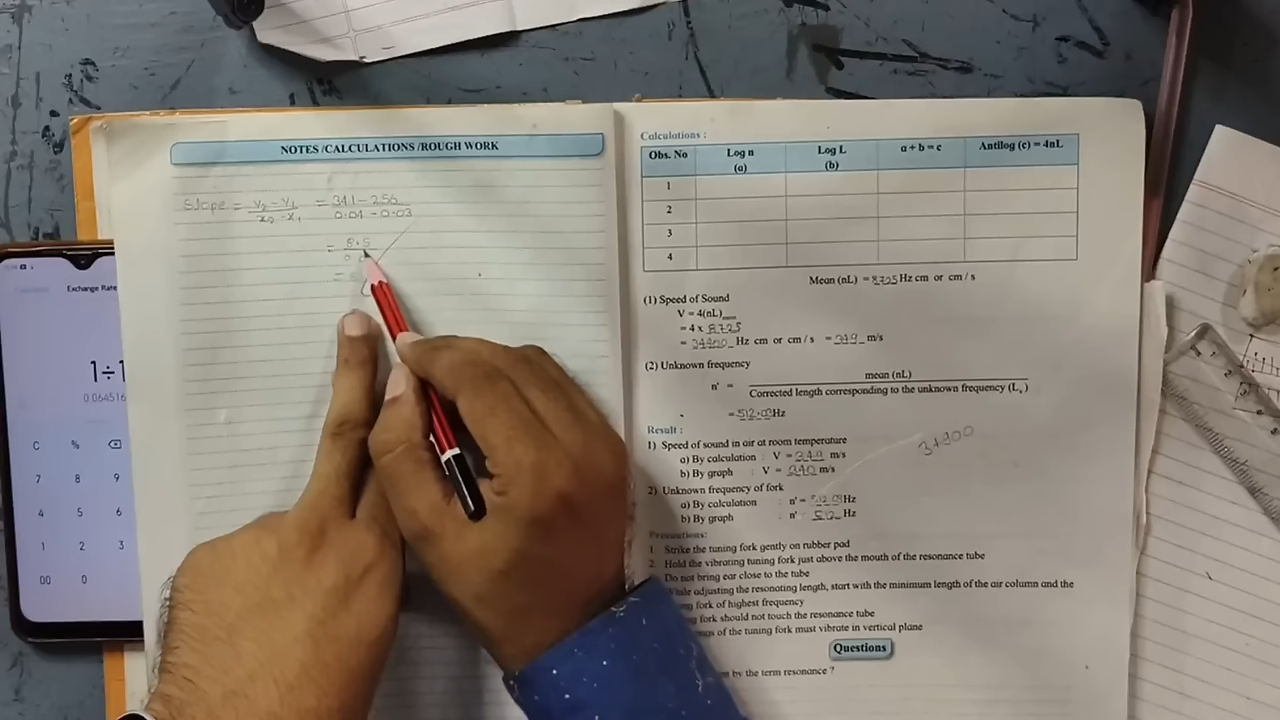 NOTES /CALCULATIONS /ROUGH WORK
Slope = y₂ - y₁ / x₂ - x₁ = 341 - 256 / 0.04 - 0.03
= 8.5
=
Exchange Rate
1÷1
0.064516
C % ⌫
7 8 9
4 5 6
1 2 3
00 0
Calculations :
Obs. No Log n (a) Log L (b) a + b = c Antilog (c) = 4nL
1
2
3
4
Mean (nL) = 8725 Hz cm or cm / s
(1) Speed of Sound
V = 4(nL)
= 4 x 8725
= 34900 Hz cm or cm / s = 349 m/s
(2) Unknown frequency
n' = mean (nL) / Corrected length corresponding to the unknown frequency (Lₓ)
= 512.03 Hz
Result :
1) Speed of sound in air at room temperature
a) By calculation : V = 349 m/s
b) By graph : V = 340 m/s
2) Unknown frequency of fork
a) By calculation : n' = 512.03 Hz
b) By graph : n' 512 Hz
34900
Precautions:
1. Strike the tuning fork gently on rubber pad
2. Hold the vibrating tuning fork just above the mouth of the resonance tube
Do not bring ear close to the tube
While adjusting the resonating length, start with the minimum length of the air column and the
fork of highest frequency
fork should not touch the resonance tube
of the tuning fork must vibrate in vertical plane
Questions
by the term resonance ?